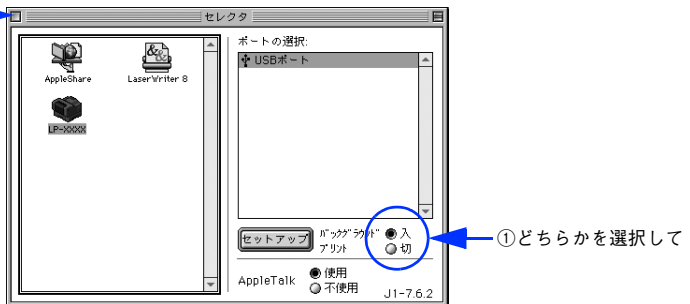 セレクタ
AppleShare
LaserWriter 8
LP-XXXX
ポートの選択:
USBポート
セットアップ
バックグラウンド
プリント
入
切
①どちらかを選択して
AppleTalk
使用
不使用
J1-7.6.2